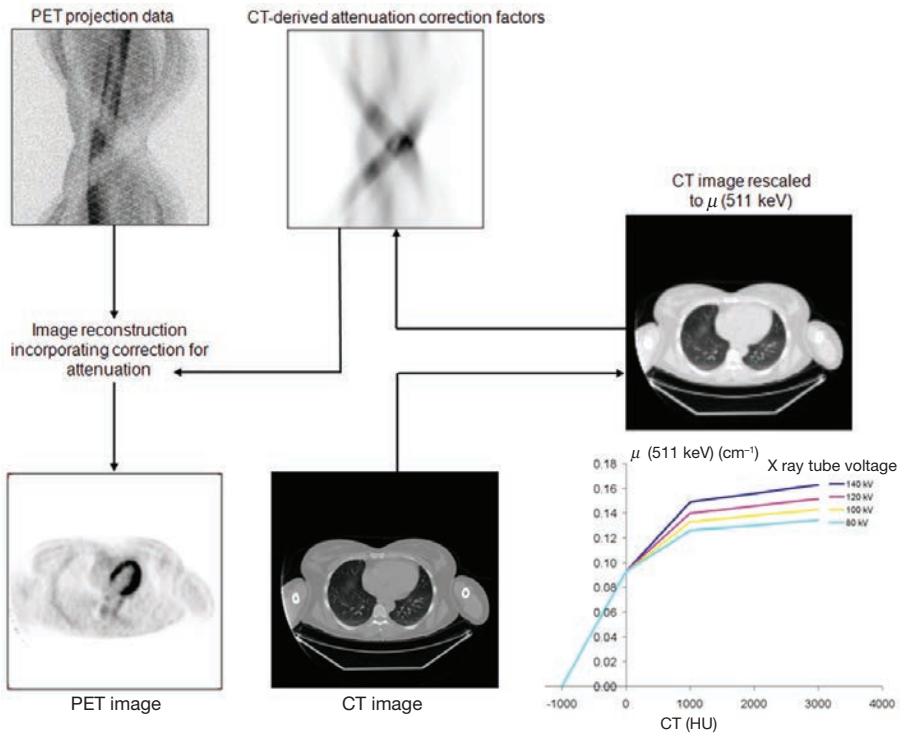 PET projection data
CT-derived attenuation correction factors
CT image rescaled
to μ (511 keV)
Image reconstruction
incorporating correction for
attenuation
PET image
CT image
μ (511 keV) (cm⁻¹)
X ray tube voltage
140 kV
120 kV
100 kV
80 kV
0.18
0.16
0.14
0.12
0.10
0.08
0.06
0.04
0.02
0.00
-1000 0 1000 2000 3000 4000
CT (HU)